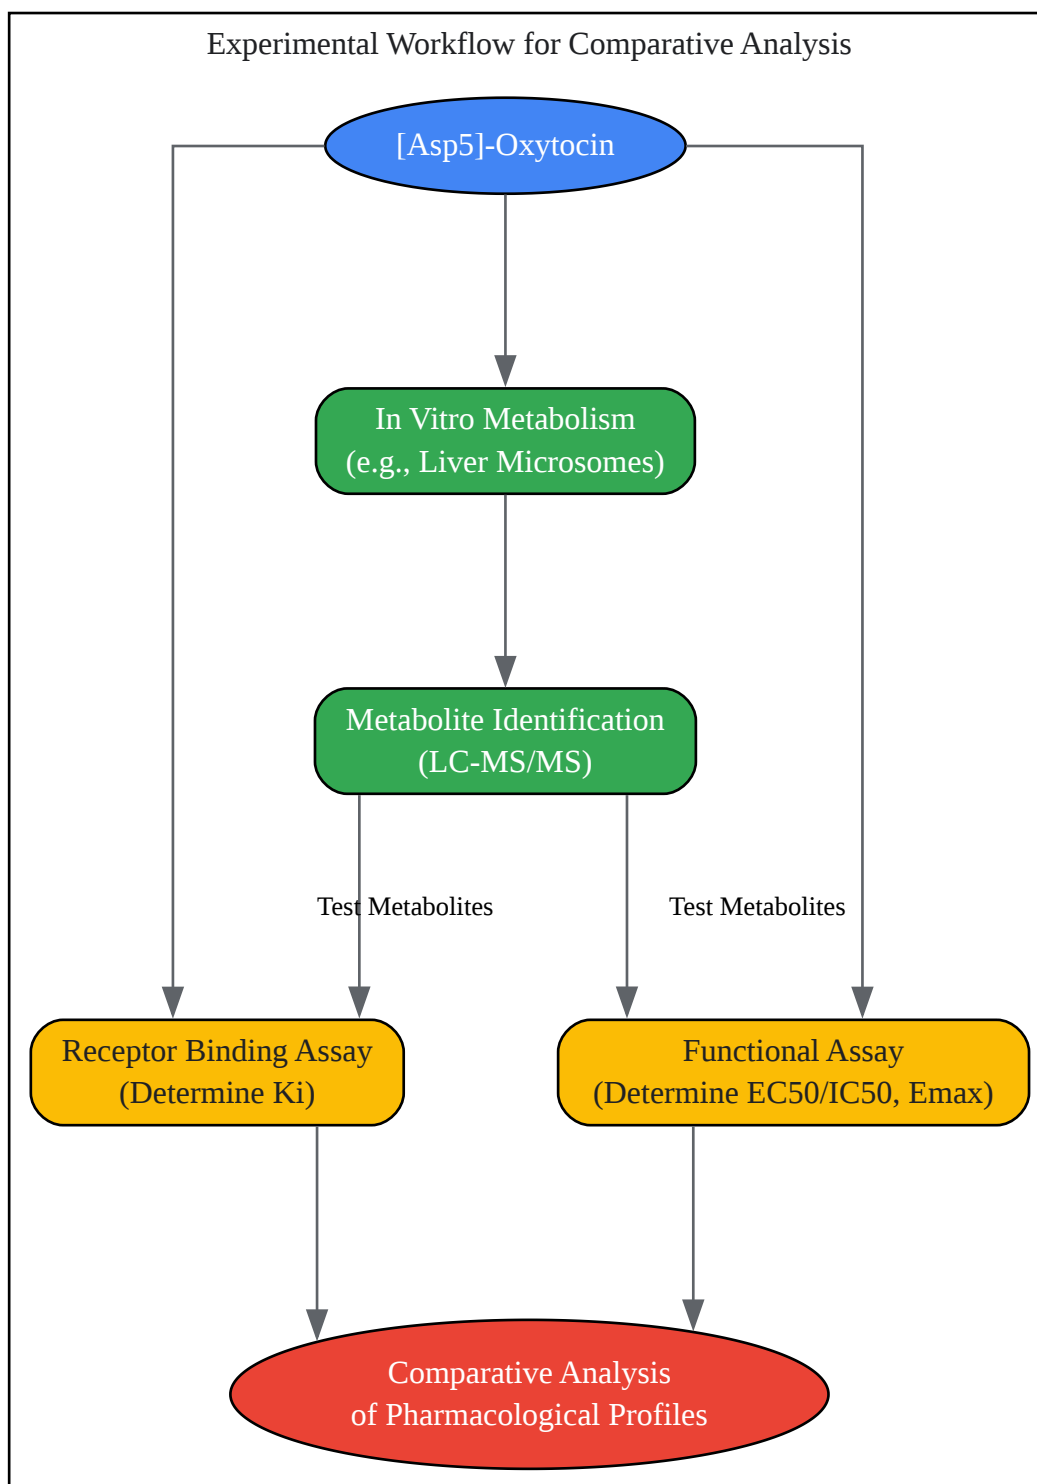 Experimental Workflow for Comparative Analysis
[Asp5]-Oxytocin
In Vitro Metabolism
(e.g., Liver Microsomes)
Metabolite Identification
(LC-MS/MS)
Test Metabolites
Test Metabolites
Receptor Binding Assay
(Determine Ki)
Functional Assay
(Determine EC50/IC50, Emax)
Comparative Analysis
of Pharmacological Profiles